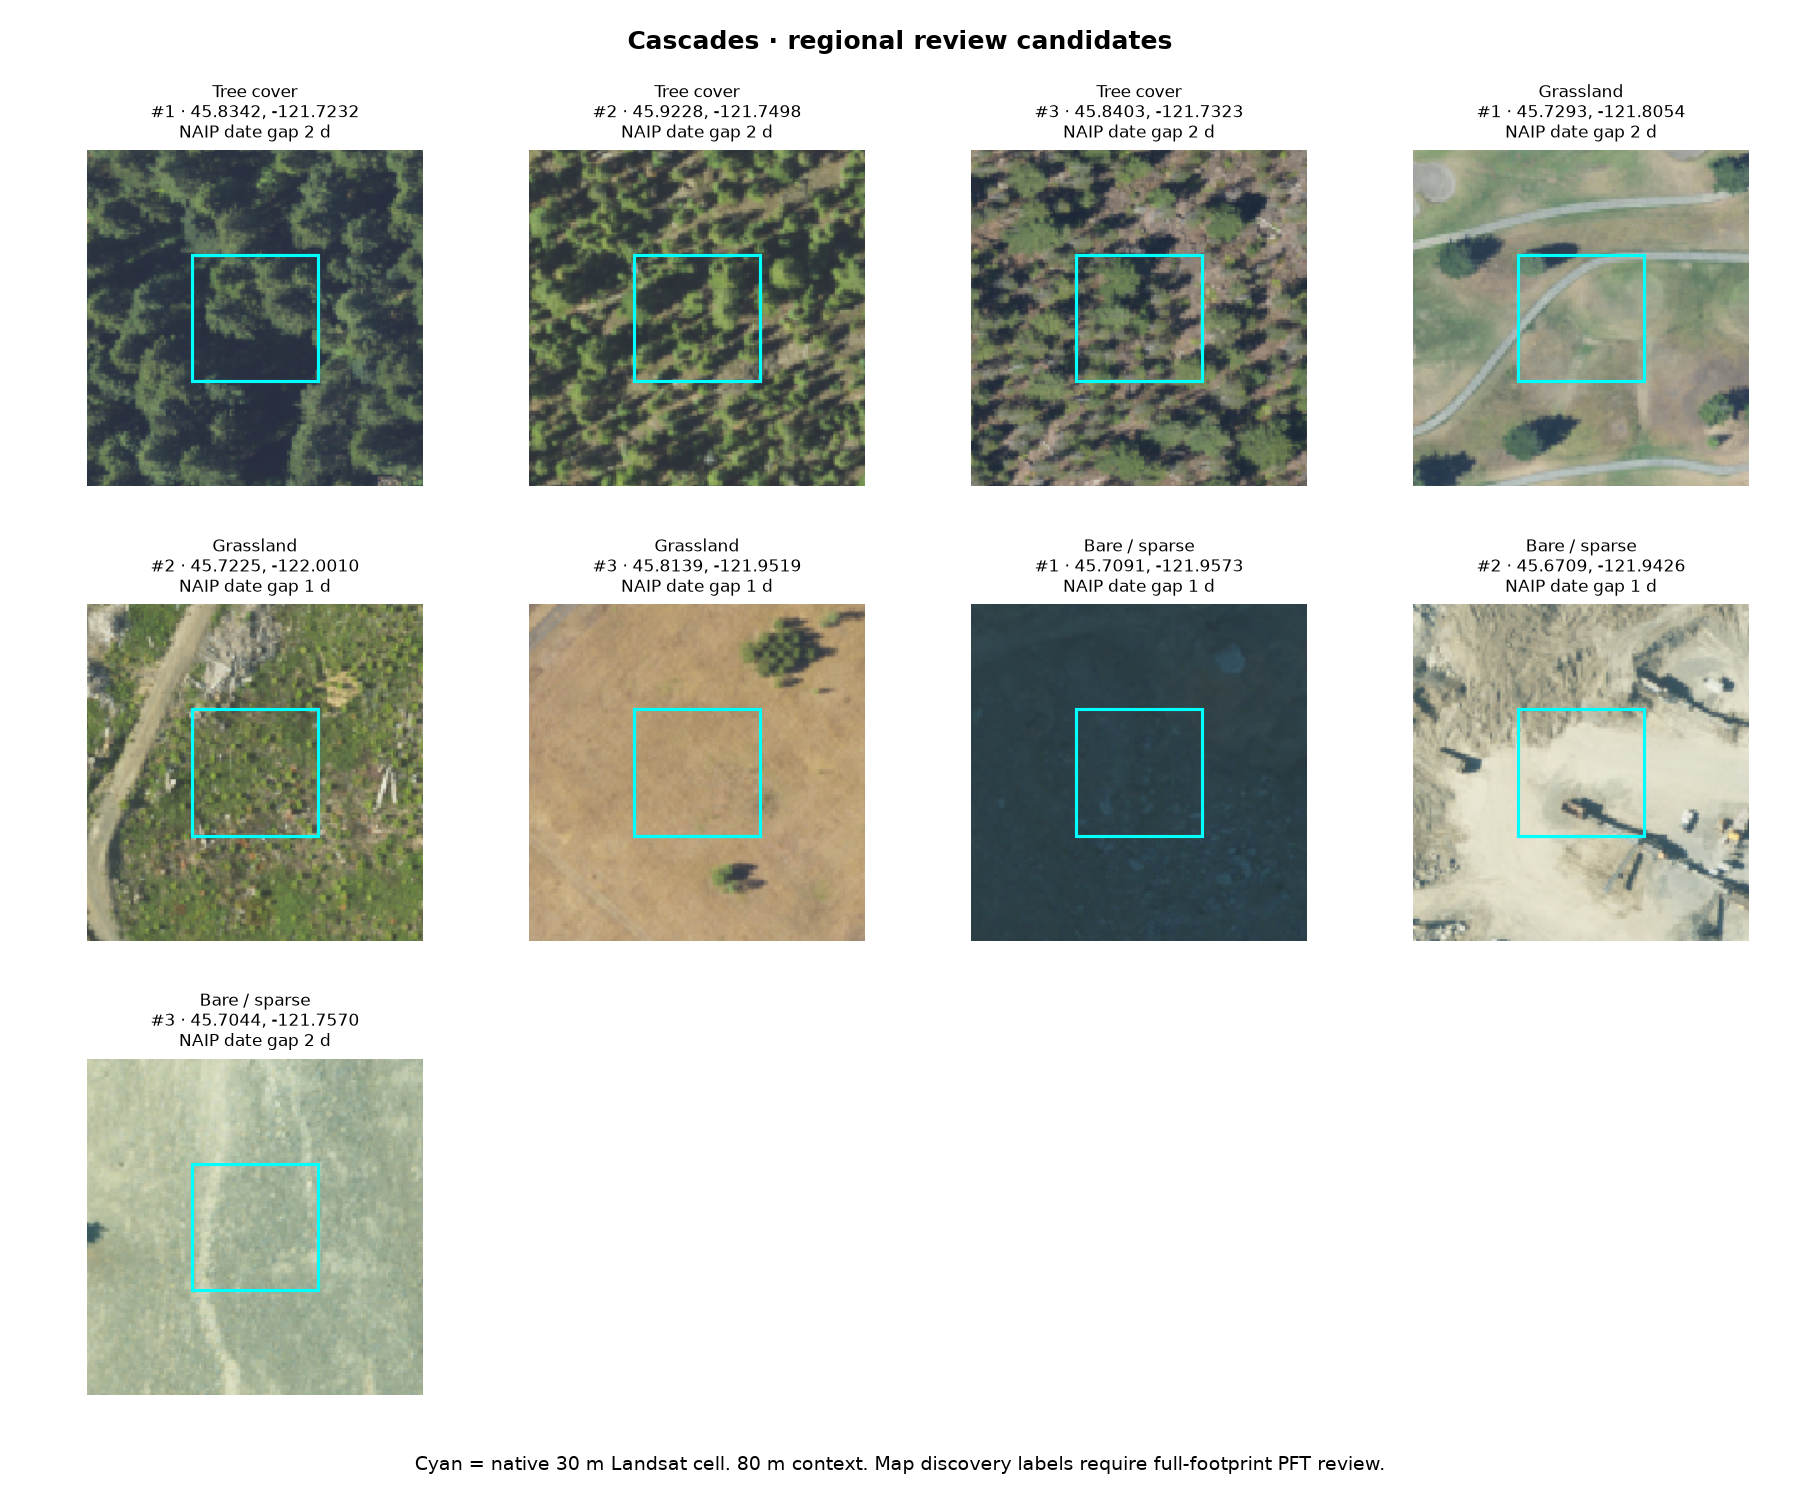 Cascades · regional review candidates
Tree cover
#1 · 45.8342, -121.7232
NAIP date gap 2 d
Tree cover
#2 · 45.9228, -121.7498
NAIP date gap 2 d
Tree cover
#3 · 45.8403, -121.7323
NAIP date gap 2 d
Grassland
#1 · 45.7293, -121.8054
NAIP date gap 2 d
Grassland
#2 · 45.7225, -122.0010
NAIP date gap 1 d
Grassland
#3 · 45.8139, -121.9519
NAIP date gap 1 d
Bare / sparse
#1 · 45.7091, -121.9573
NAIP date gap 1 d
Bare / sparse
#2 · 45.6709, -121.9426
NAIP date gap 1 d
Bare / sparse
#3 · 45.7044, -121.7570
NAIP date gap 2 d
Cyan = native 30 m Landsat cell. 80 m context. Map discovery labels require full-footprint PFT review.